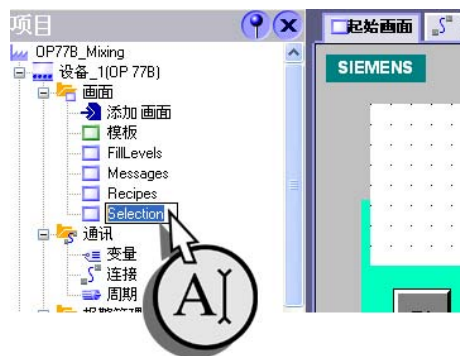 项目
OP77B_Mixing
设备_1(OP 77B)
画面
添加 画面
模板
FillLevels
Messages
Recipes
Selection
通讯
变量
连接
周期
起始画面
SIEMENS
A